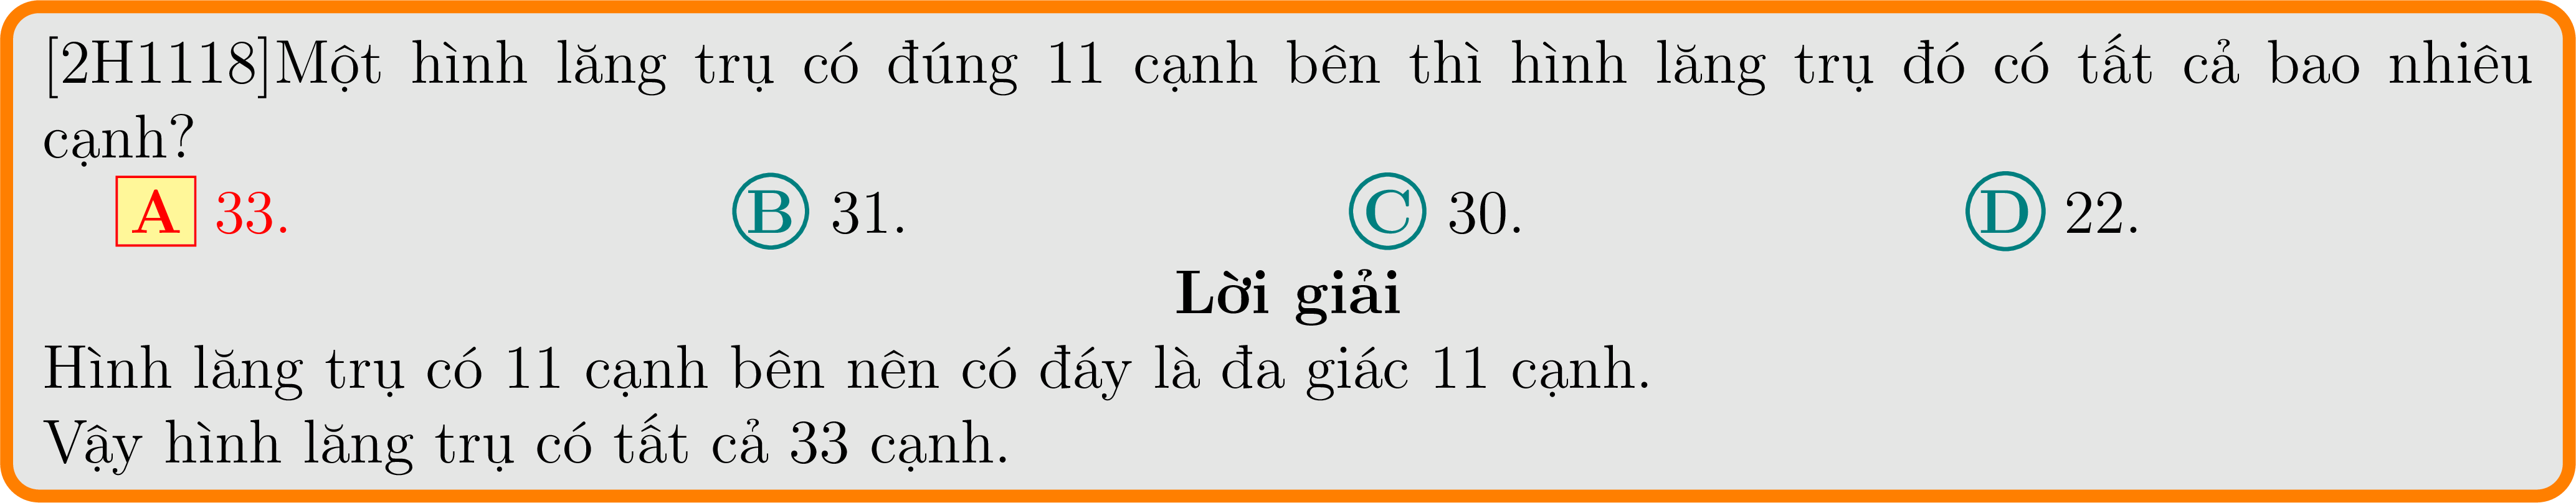 [2H1118]Một hình lăng trụ có đúng 11 cạnh bên thì hình lăng trụ đó có tất cả bao nhiêu
cạnh?
A 33. B 31. C 30. D 22.
Lời giải
Hình lăng trụ có 11 cạnh bên nên có đáy là đa giác 11 cạnh.
Vậy hình lăng trụ có tất cả 33 cạnh.